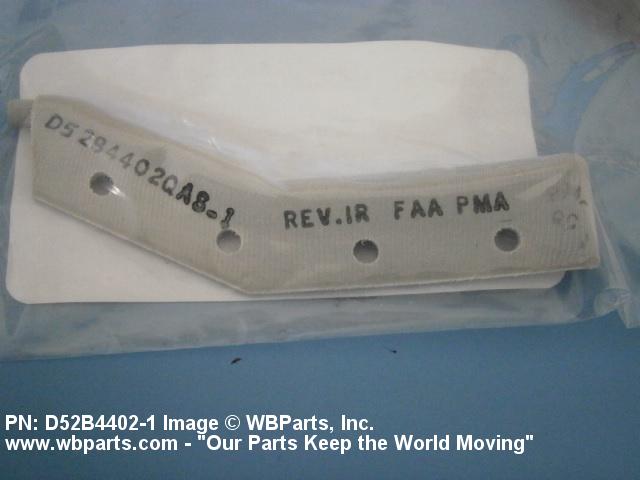 D52B4402QA8-1
REV.IR FAA PMA
PN: D52B4402-1 Image © WBParts, Inc.
www.wbparts.com - "Our Parts Keep the World Moving"